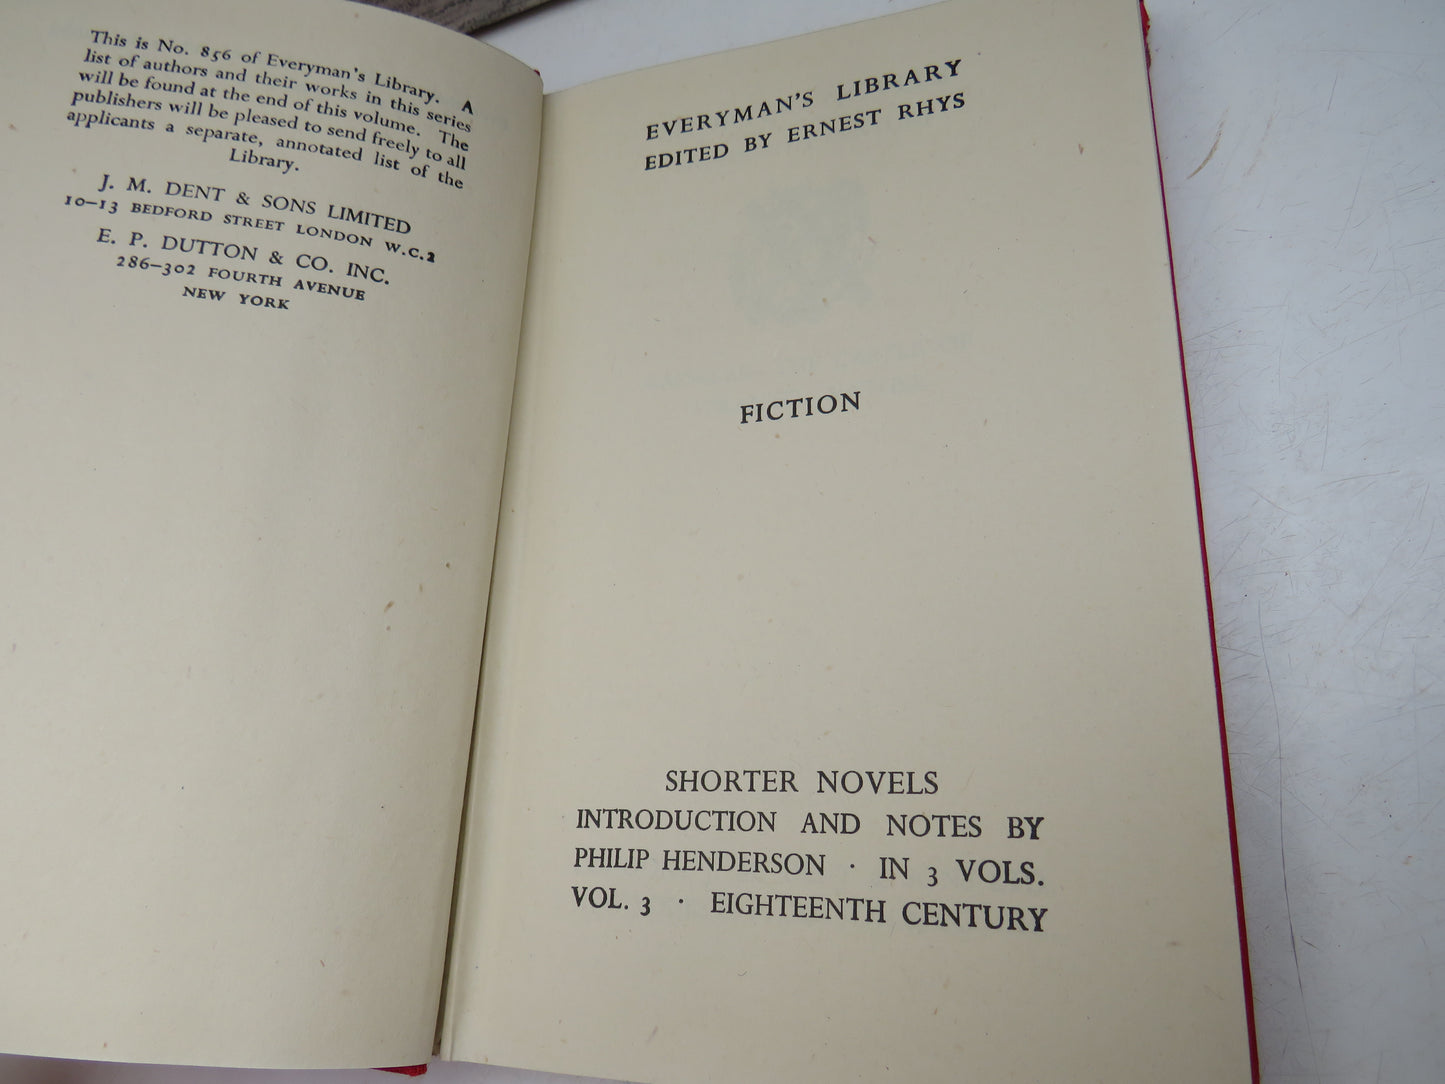 This is No. 856 of Everyman's Library. A
list of authors and their works in this series
will be found at the end of this volume. The
publishers will be pleased to send freely to all
applicants a separate, annotated list of the
Library.
J. M. DENT & SONS LIMITED
10–13 BEDFORD STREET LONDON W.C.2
E. P. DUTTON & CO. INC.
286–302 FOURTH AVENUE
NEW YORK
EVERYMAN'S LIBRARY
EDITED BY ERNEST RHYS
FICTION
SHORTER NOVELS
INTRODUCTION AND NOTES BY
PHILIP HENDERSON · IN 3 VOLS.
VOL. 3 · EIGHTEENTH CENTURY